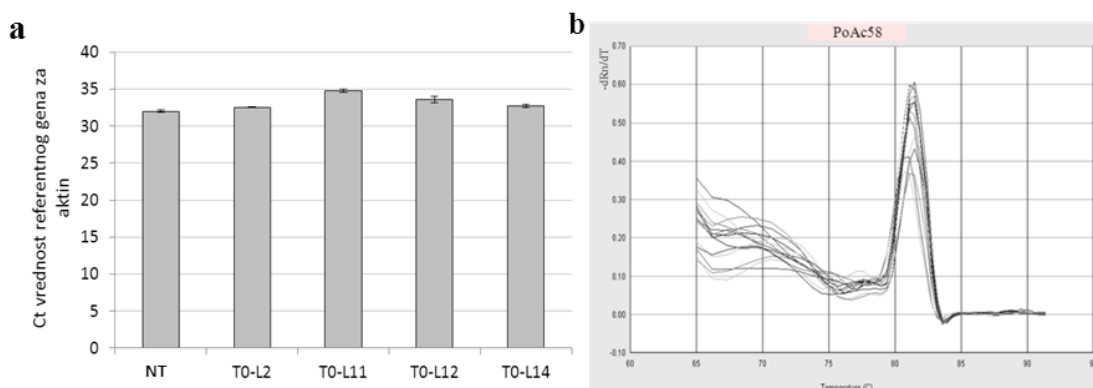 a
Ct vrednost referentnog gena za
aktin
40
35
30
25
20
15
10
5
0
NT T0-L2 T0-L11 T0-L12 T0-L14
b
PoAc58
-dRn/dT
0.70
0.60
0.50
0.40
0.30
0.20
0.10
0.00
-0.10
60 65 70 75 80 85 90 95
Temperature (C)